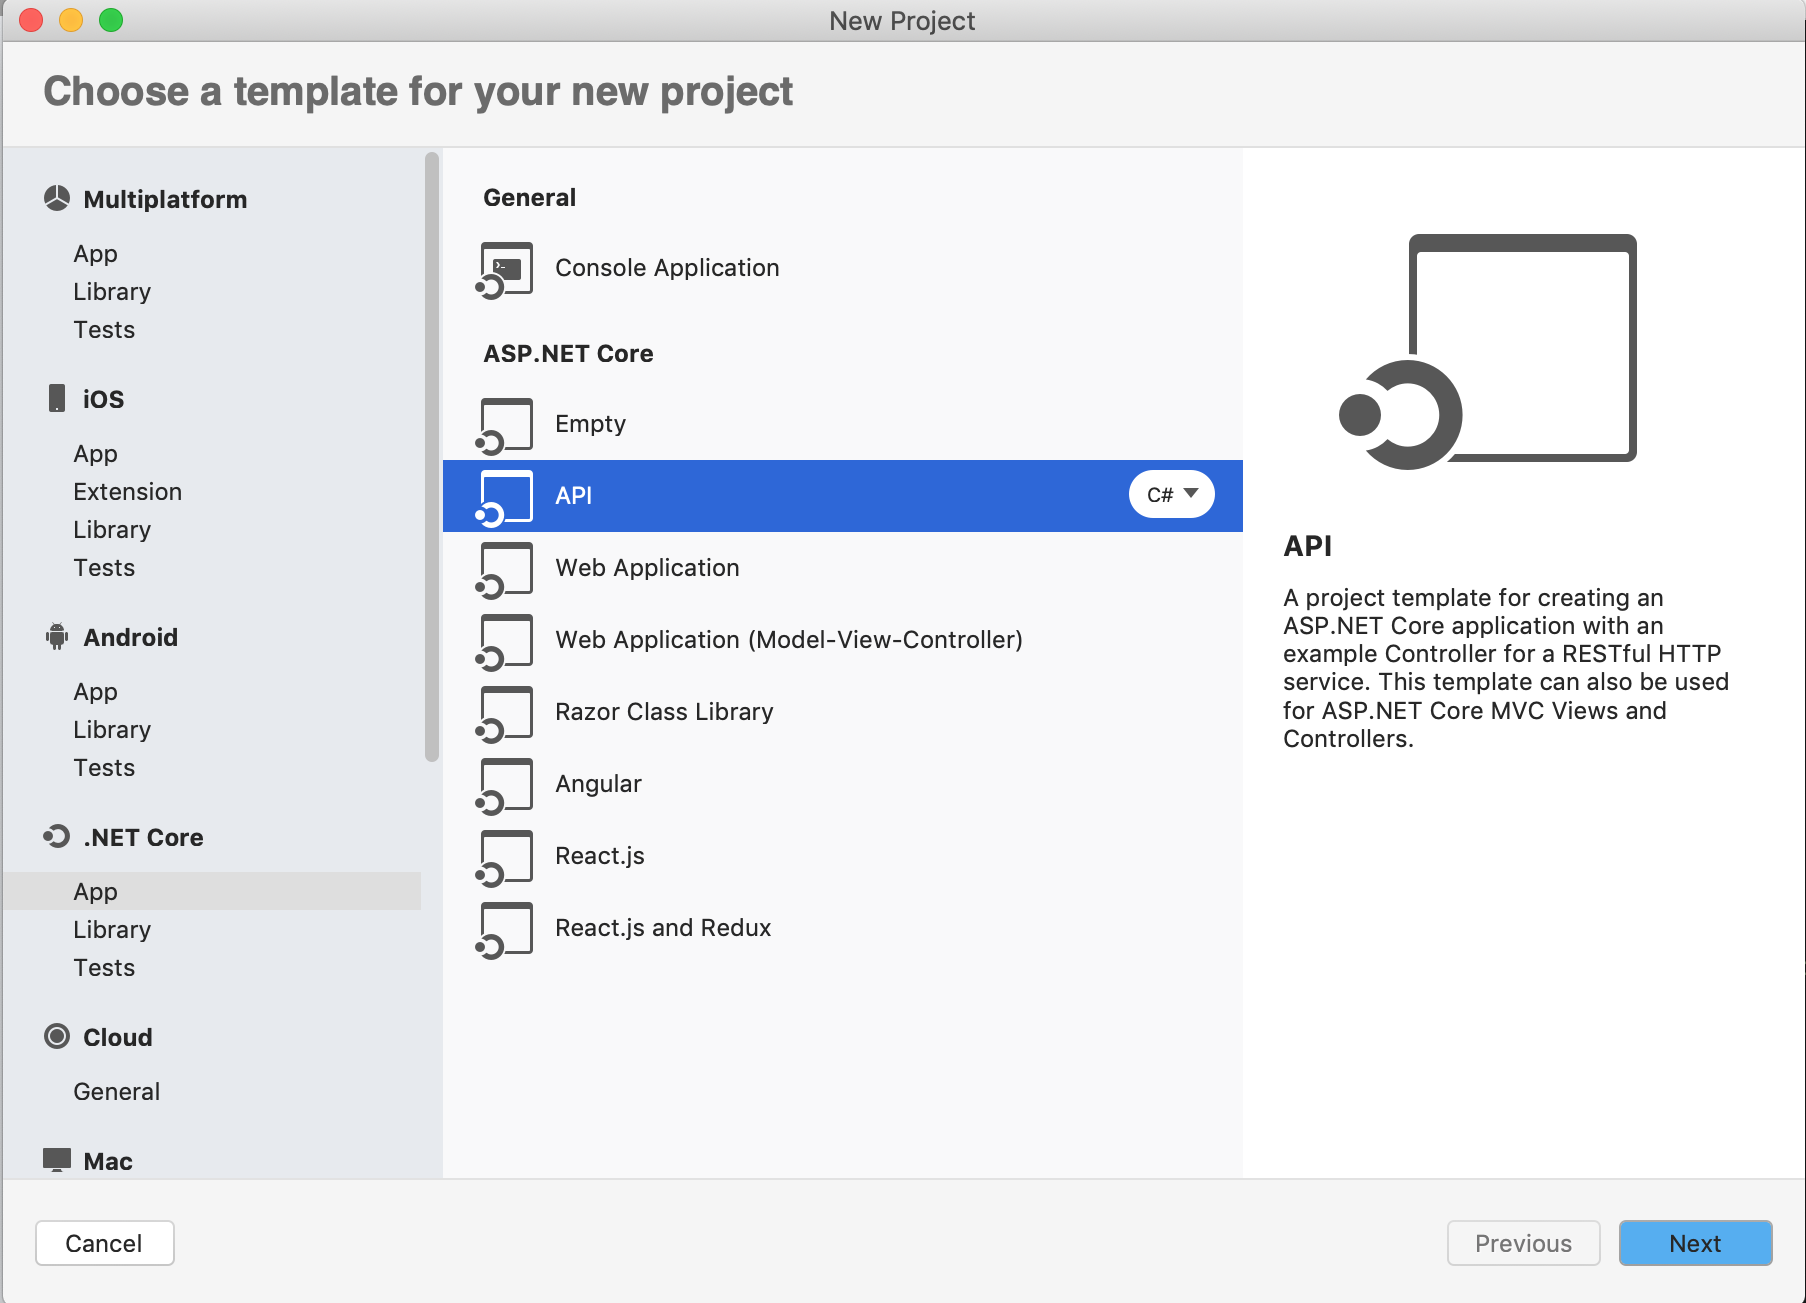 New Project
Choose a template for your new project
Multiplatform
App
Library
Tests
iOS
App
Extension
Library
Tests
Android
App
Library
Tests
.NET Core
App
Library
Tests
Cloud
General
Mac
General
>_
Console Application
ASP.NET Core
Empty
API
C#
Web Application
Web Application (Model-View-Controller)
Razor Class Library
Angular
React.js
React.js and Redux
API
A project template for creating an
ASP.NET Core application with an
example Controller for a RESTful HTTP
service. This template can also be used
for ASP.NET Core MVC Views and
Controllers.
Cancel
Previous
Next